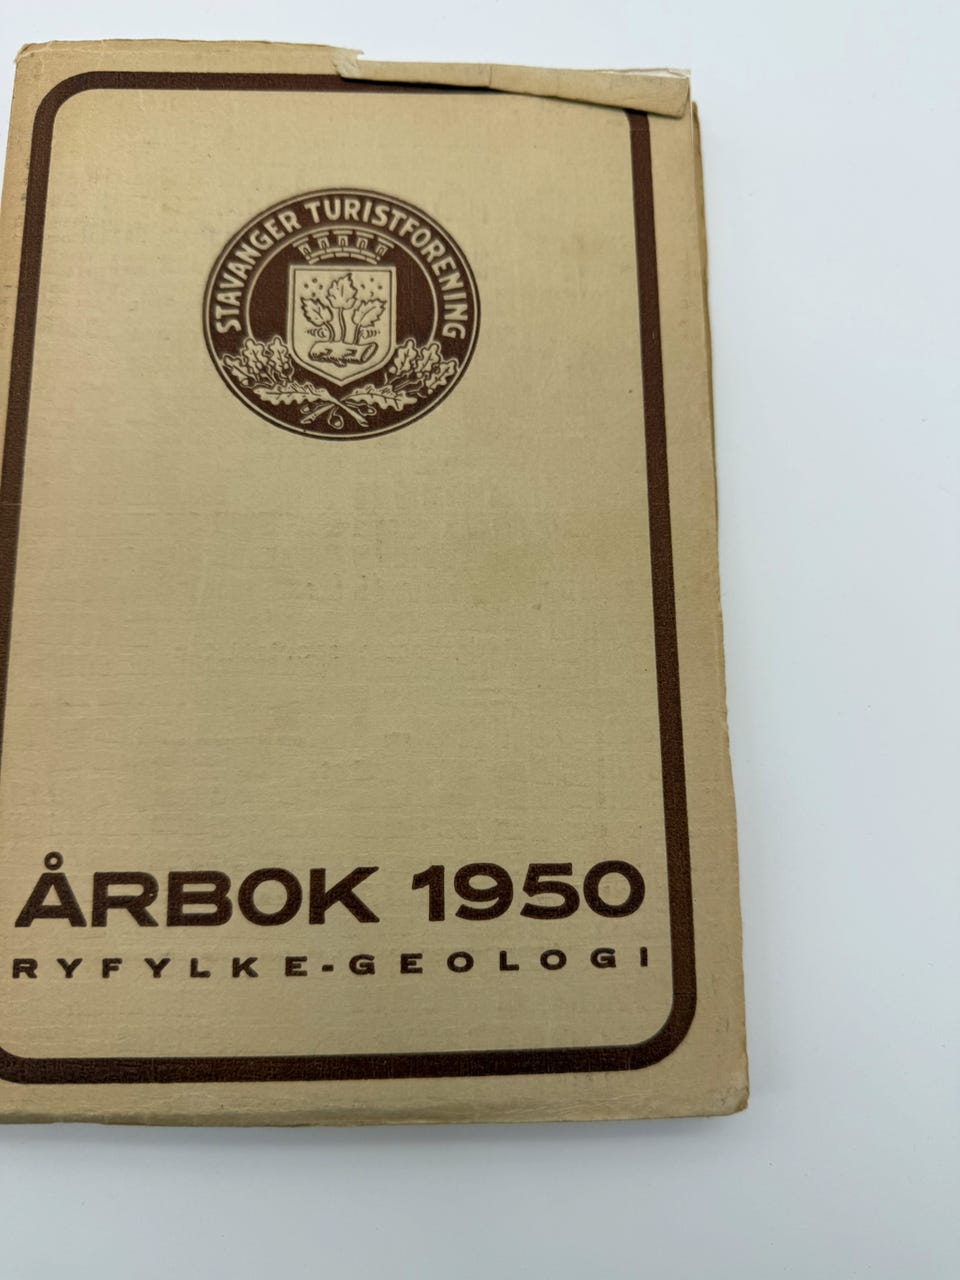 STAVANGER TURISTFORENING
ÅRBOK 1950
RYFYLKE-GEOLOGI